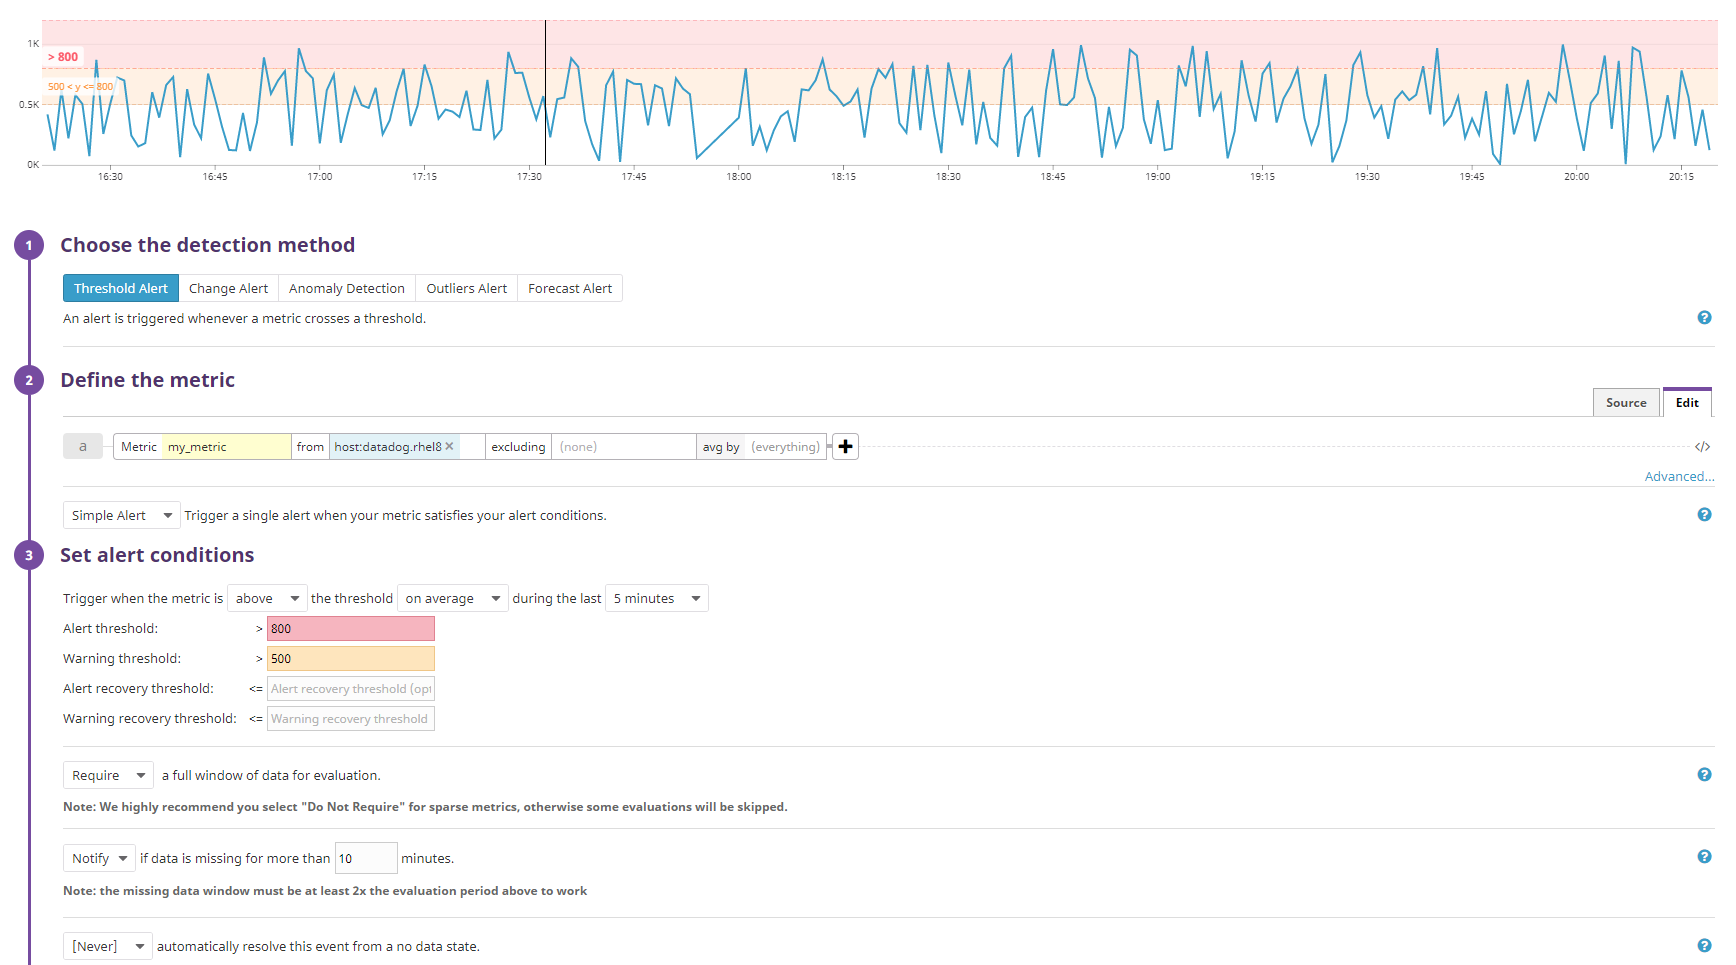 1K
> 800
500 < y <= 800
0.5K
0K
16:30 16:45 17:00 17:15 17:30 17:45 18:00 18:15 18:30 18:45 19:00 19:15 19:30 19:45 20:00 20:15
1 Choose the detection method
Threshold Alert Change Alert Anomaly Detection Outliers Alert Forecast Alert
An alert is triggered whenever a metric crosses a threshold. ?
2 Define the metric
Source Edit
a Metric my_metric from host:datadog.rhel8 × excluding (none) avg by (everything) + </>
Advanced...
Simple Alert Trigger a single alert when your metric satisfies your alert conditions. ?
3 Set alert conditions
Trigger when the metric is above the threshold on average during the last 5 minutes
Alert threshold: > 800
Warning threshold: > 500
Alert recovery threshold: <= Alert recovery threshold (opt
Warning recovery threshold: <= Warning recovery threshold
Require a full window of data for evaluation. ?
Note: We highly recommend you select "Do Not Require" for sparse metrics, otherwise some evaluations will be skipped.
Notify if data is missing for more than 10 minutes. ?
Note: the missing data window must be at least 2x the evaluation period above to work
[Never] automatically resolve this event from a no data state. ?